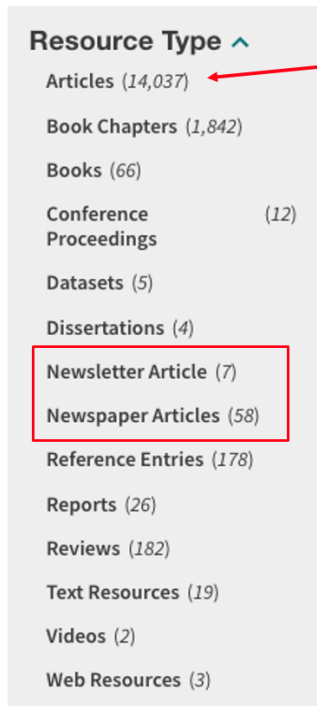 Resource Type
Articles (14,037)
Book Chapters (1,842)
Books (66)
Conference (12)
Proceedings
Datasets (5)
Dissertations (4)
Newsletter Article (7)
Newspaper Articles (58)
Reference Entries (178)
Reports (26)
Reviews (182)
Text Resources (19)
Videos (2)
Web Resources (3)